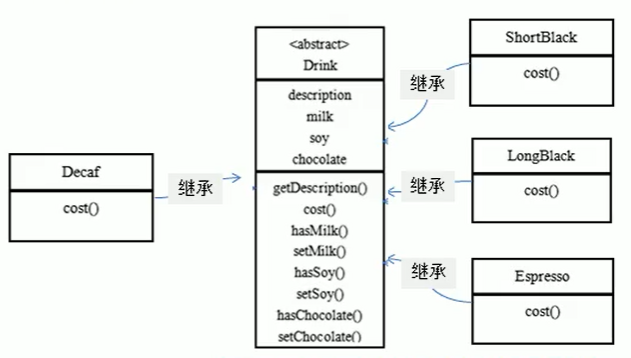 Decaf
cost()
继承
<abstract>
Drink
description
milk
soy
chocolate
getDescription()
cost()
hasMilk()
setMilk()
hasSoy()
setSoy()
hasChocolate()
setChocolate()
继承
ShortBlack
cost()
继承
LongBlack
cost()
继承
Espresso
cost()